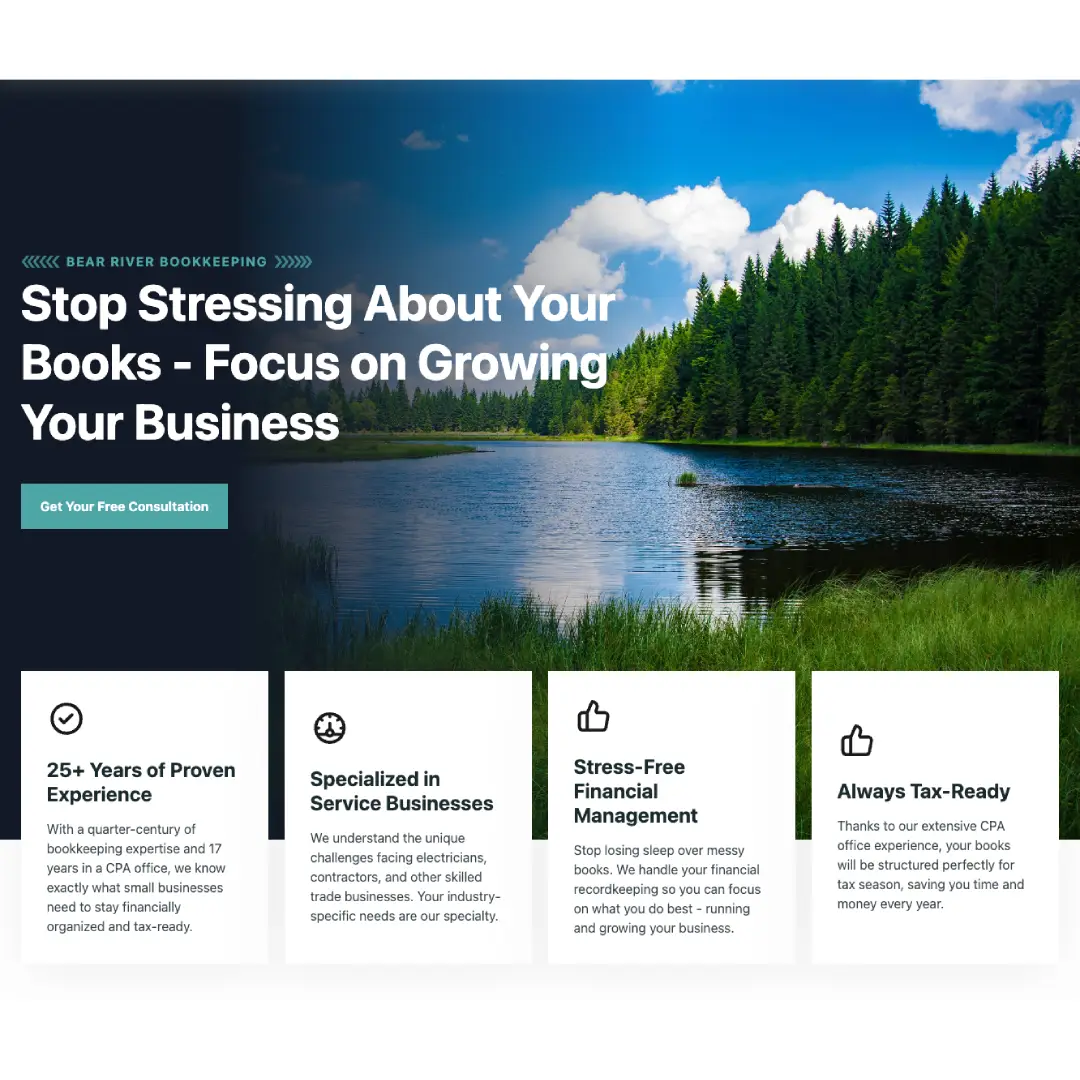 BEAR RIVER BOOKKEEPING
Stop Stressing About Your
Books - Focus on Growing
Your Business
Get Your Free Consultation
25+ Years of Proven
Experience
With a quarter-century of
bookkeeping expertise and 17
years in a CPA office, we know
exactly what small businesses
need to stay financially
organized and tax-ready.
Specialized in
Service Businesses
We understand the unique
challenges facing electricians,
contractors, and other skilled
trade businesses. Your industry-
specific needs are our specialty.
Stress-Free
Financial
Management
Stop losing sleep over messy
books. We handle your financial
recordkeeping so you can focus
on what you do best - running
and growing your business.
Always Tax-Ready
Thanks to our extensive CPA
office experience, your books
will be structured perfectly for
tax season, saving you time and
money every year.